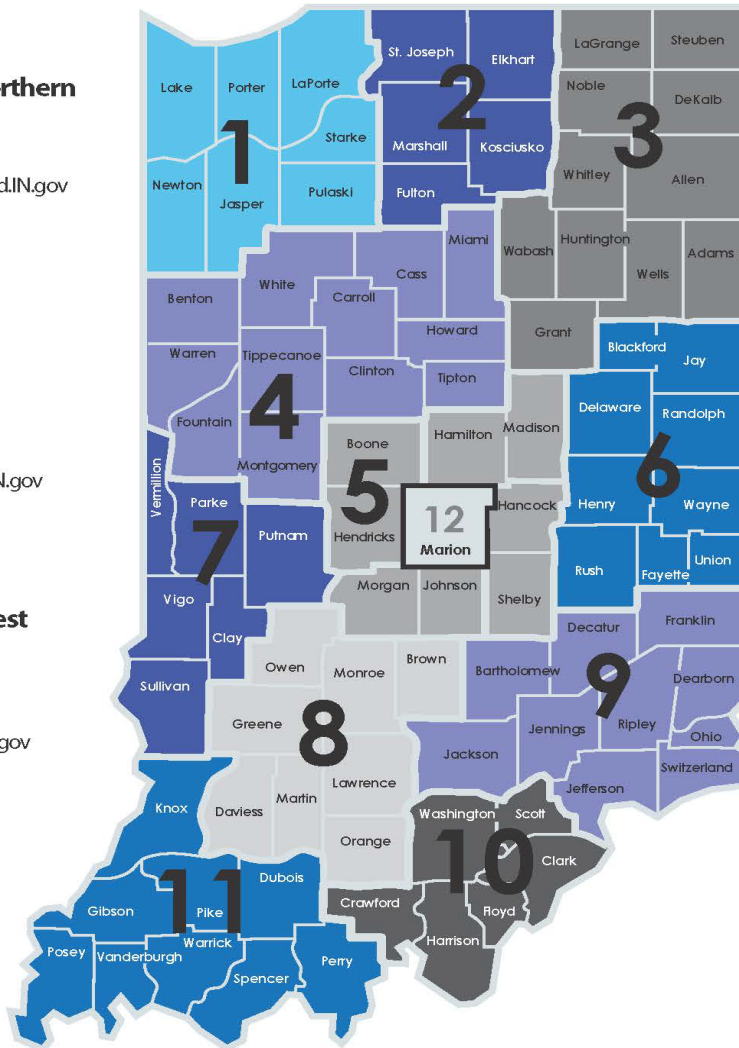 rthern
d.IN.gov
N.gov
est
gov
St. Joseph
Elkhart
LaGrange
Steuben
Lake
Porter
LaPorte
2
Noble
DeKalb
Starke
1
Marshall
Kosciusko
3
Newton
Jasper
Pulaski
Fulton
Whitley
Allen
Miami
Wabash
Huntington
Adams
Benton
White
Cass
Carroll
Wells
Warren
Tippecanoe
Howard
Grant
Blackford
Jay
Clinton
Tipton
4
Delaware
Randolph
Fountain
Montgomery
Boone
Hamilton
Madison
6
Vermillion
Parke
5
12
Marion
Hancock
Henry
Wayne
Putnam
Hendricks
7
Rush
Fayette
Union
Vigo
Morgan
Johnson
Shelby
Clay
Owen
Monroe
Brown
Decatur
Franklin
Sullivan
Bartholomew
9
Dearborn
Greene
8
Jennings
Ripley
Ohio
Jackson
Switzerland
Knox
Daviess
Martin
Lawrence
Jefferson
Orange
Washington
Scott
10
Clark
Dubois
11
Crawford
Floyd
Gibson
Pike
Harrison
Posey
Vanderburgh
Warrick
Spencer
Perry